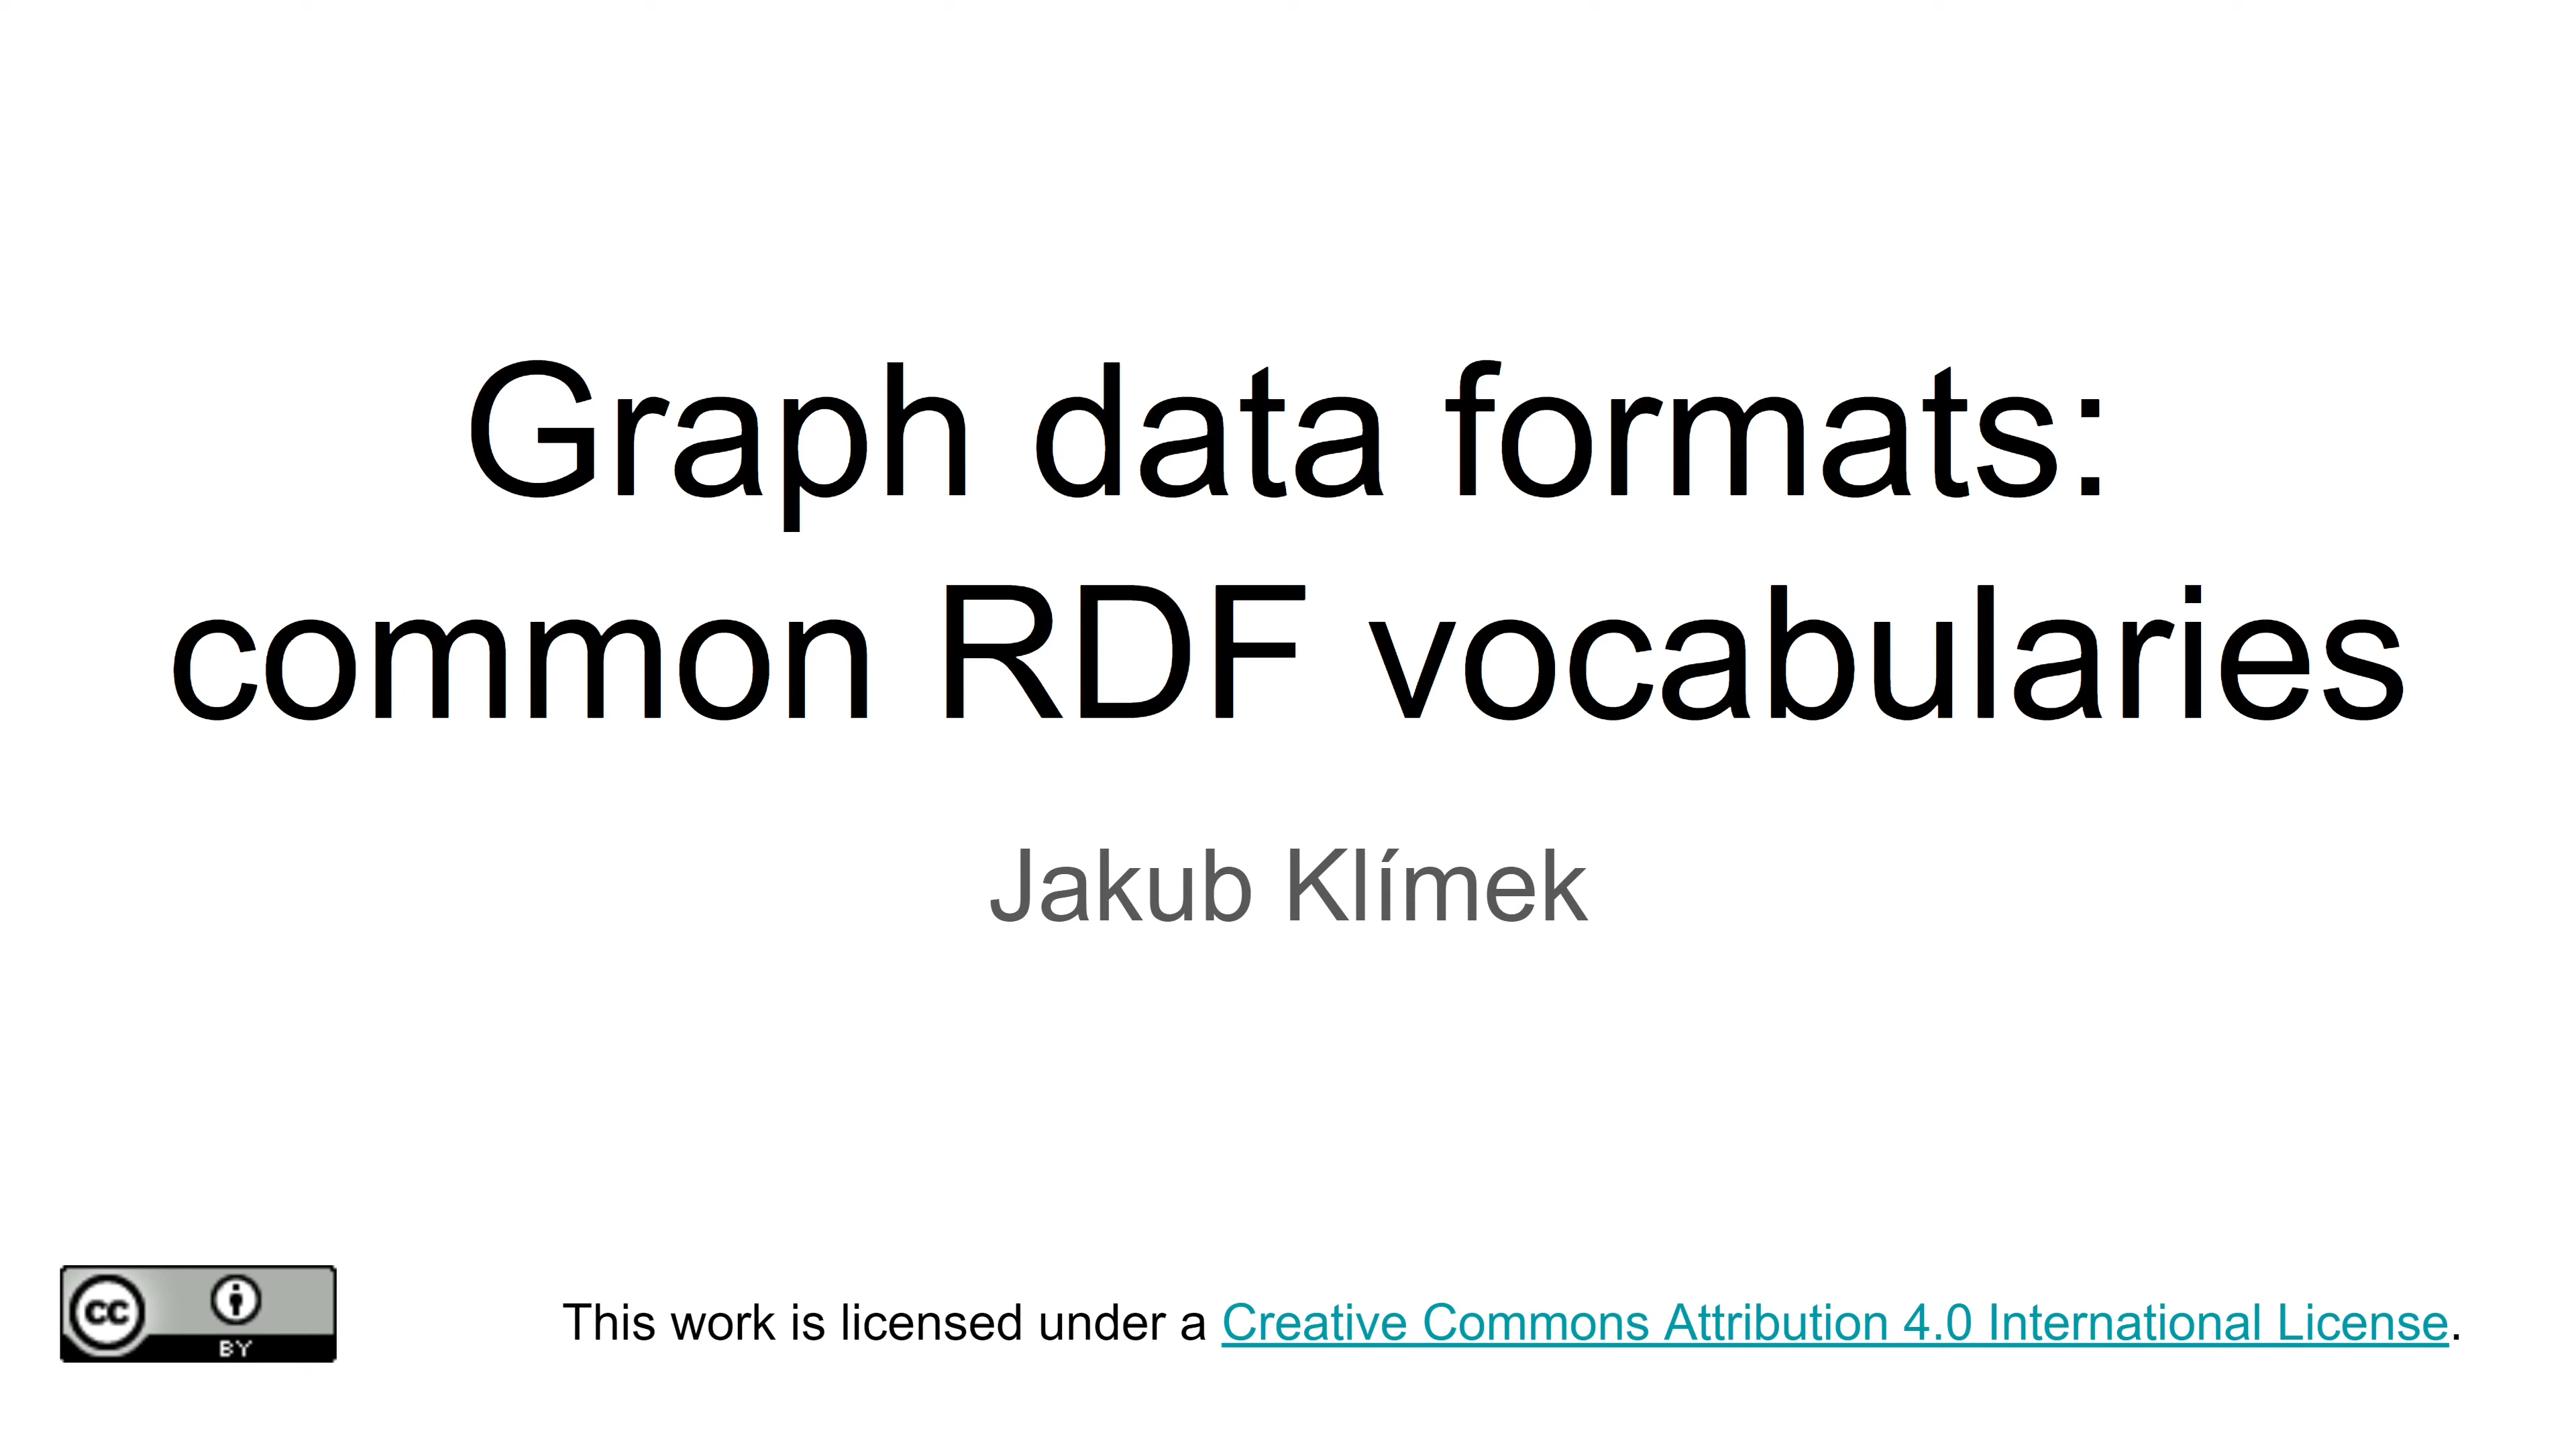 Graph data formats:
common RDF vocabularies
Jakub Klímek
cc
BY
This work is licensed under a Creative Commons Attribution 4.0 International License.